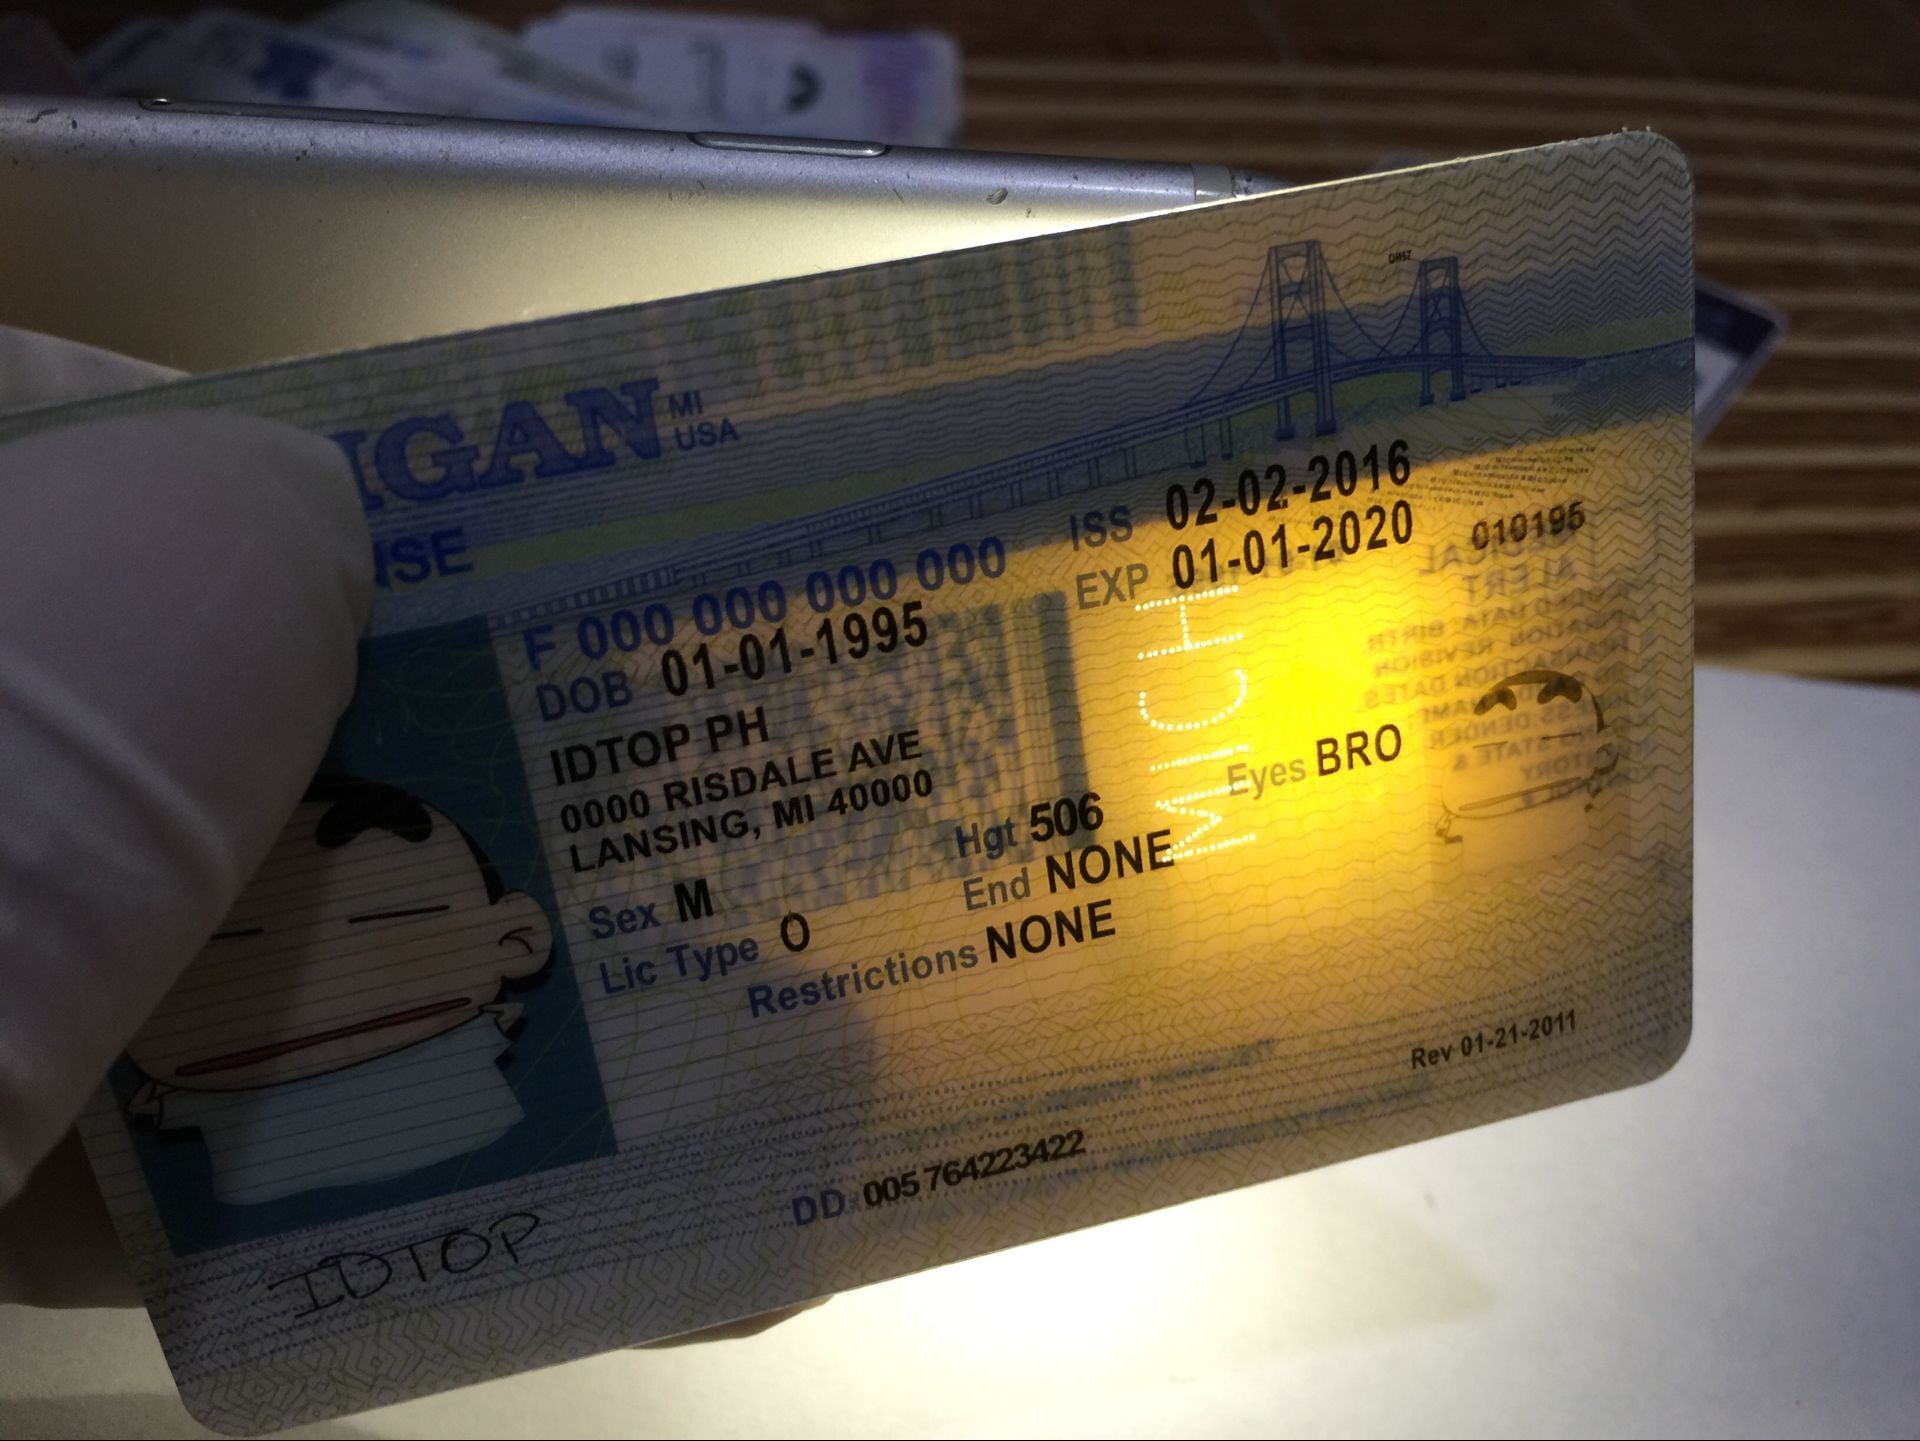 IGAN MI
USA
NSE
F 000 000 000 000
DOB 01-01-1995
ISS 02-02-2016
EXP 01-01-2020
010195
IDTOP PH
0000 RISDALE AVE
LANSING, MI 40000
Sex M
Hgt 506
Eyes BRO
Lic Type O
End NONE
Restrictions NONE
MICH
DD 005 764223422
Rev 01-21-2011
IDTOP